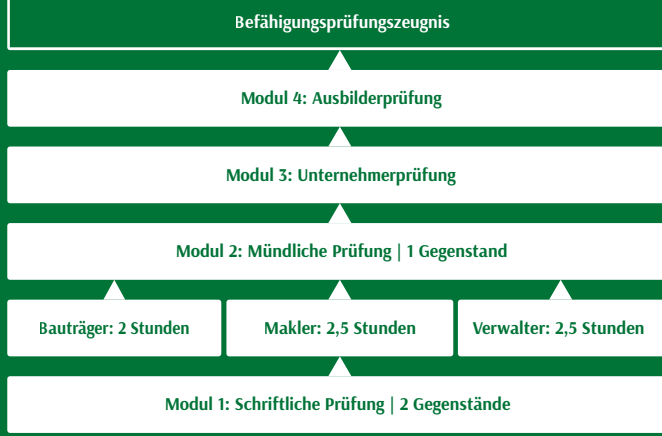 Befähigungsprüfungszeugnis
Modul 4: Ausbilderprüfung
Modul 3: Unternehmerprüfung
Modul 2: Mündliche Prüfung | 1 Gegenstand
Bauträger: 2 Stunden
Makler: 2,5 Stunden
Verwalter: 2,5 Stunden
Modul 1: Schriftliche Prüfung | 2 Gegenstände